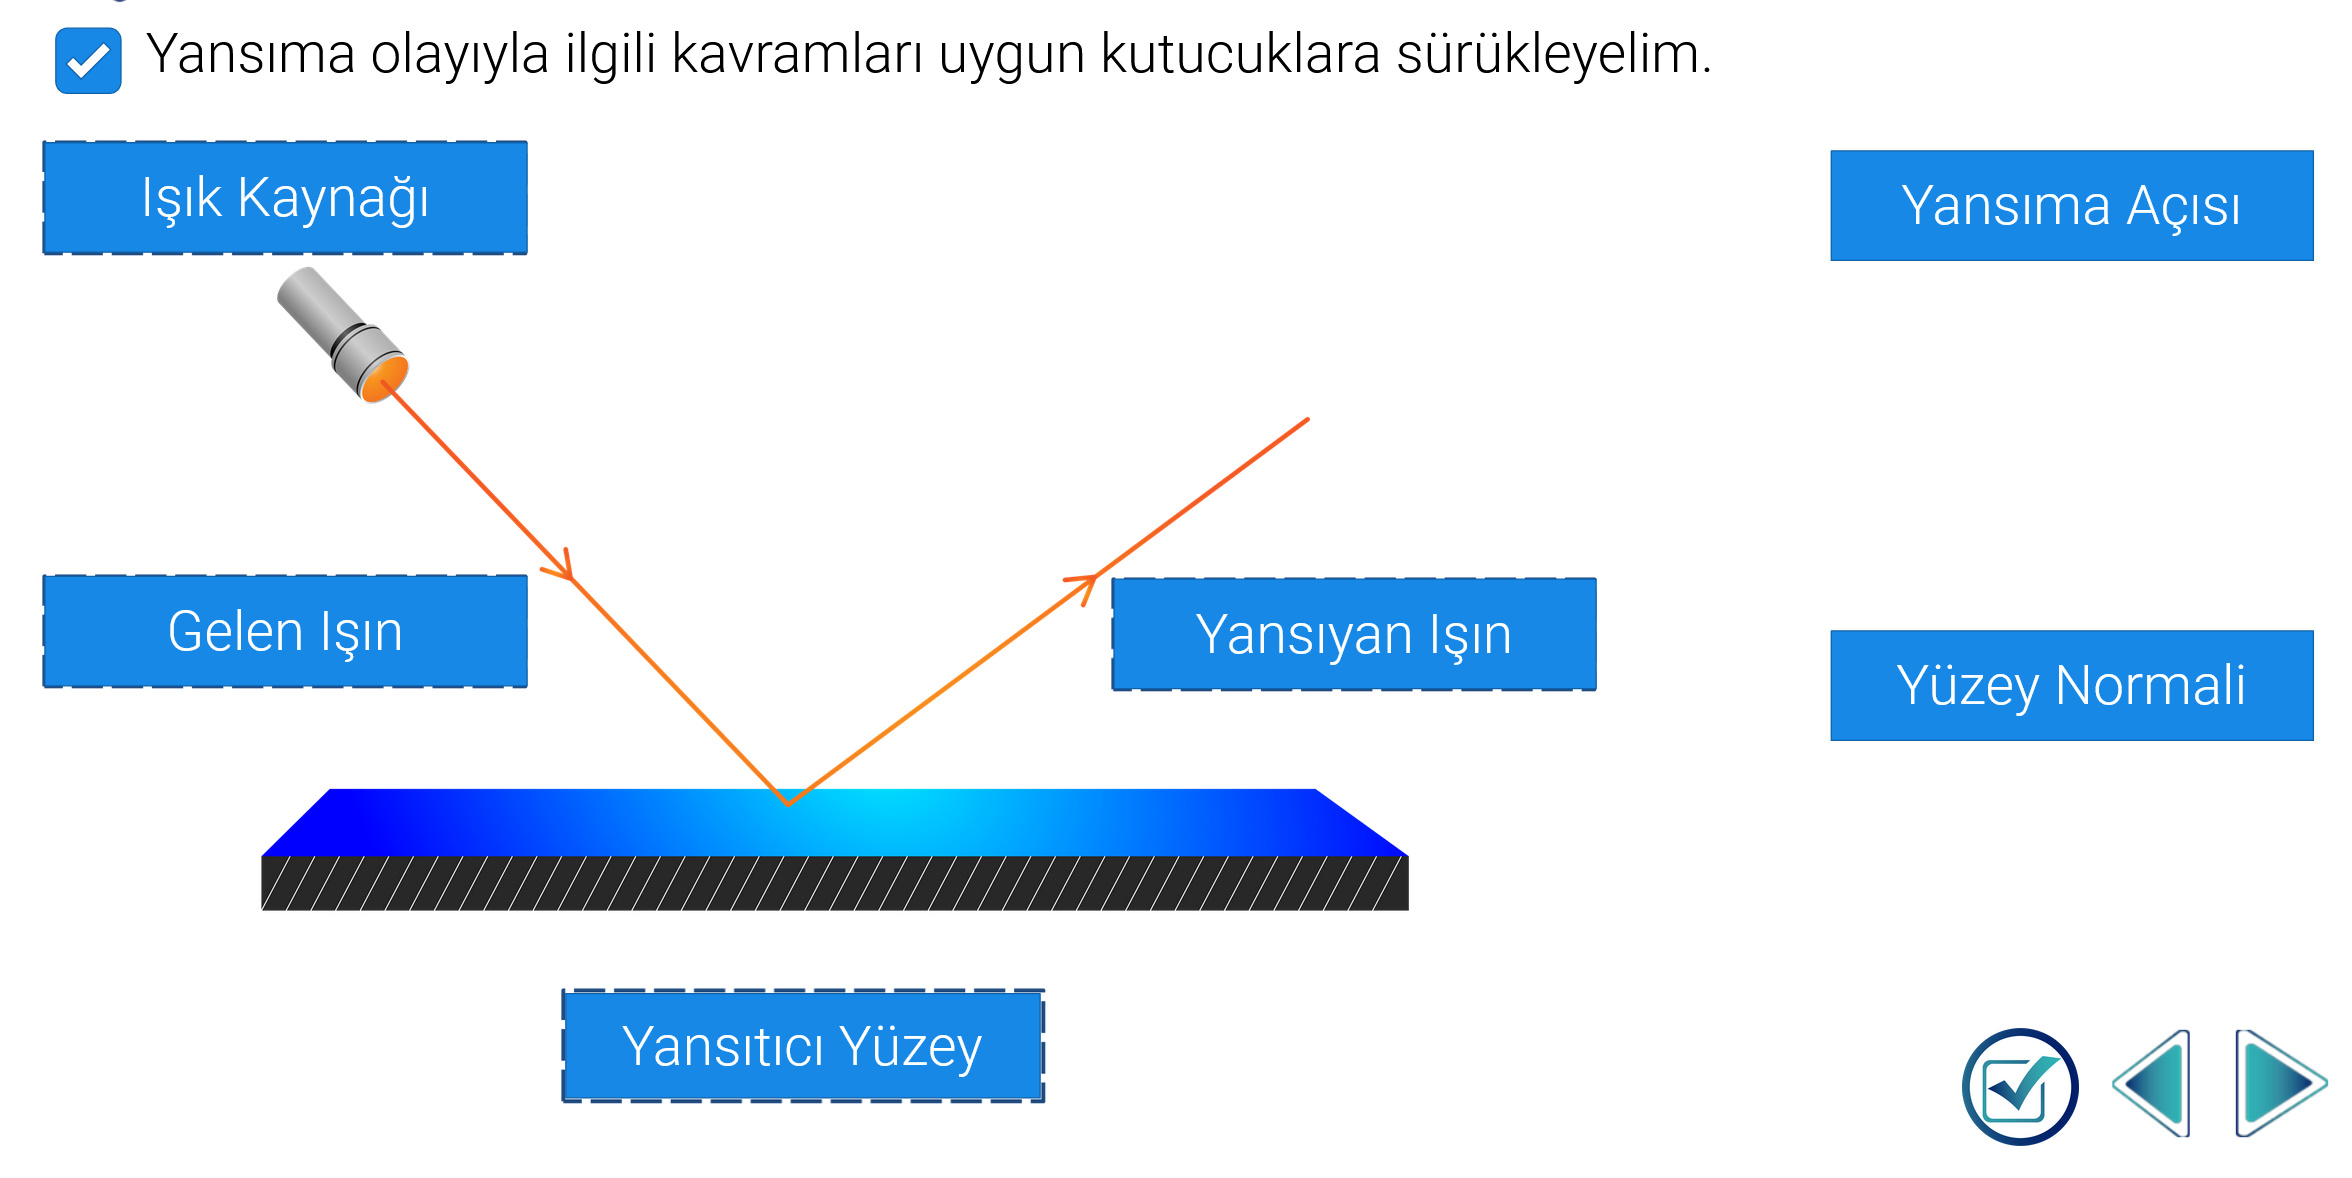 Yansıma olayıyla ilgili kavramları uygun kutucuklara sürükleyelim.
Işık Kaynağı
Yansıma Açısı
Gelen Işın
Yansıyan Işın
Yüzey Normali
Yansıtıcı Yüzey